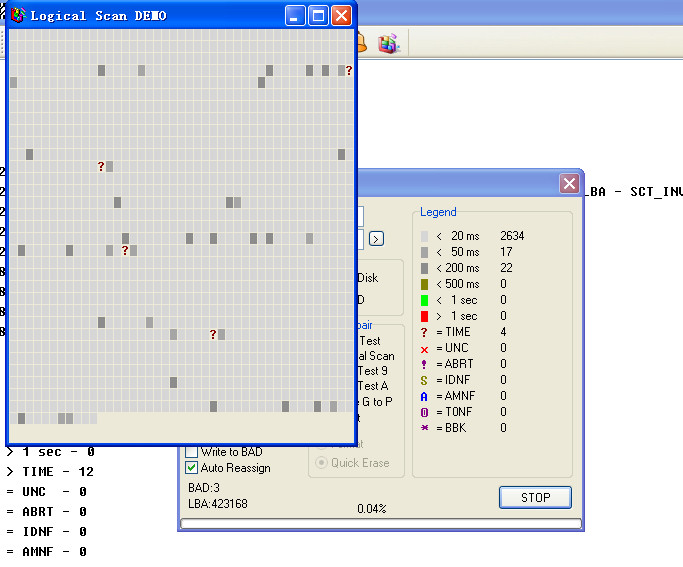 Logical Scan DEMO
?
?
?
?
LBA - SCT_INV
Legend
< 20 ms 2634
< 50 ms 17
< 200 ms 22
< 500 ms 0
< 1 sec 0
> 1 sec 0
? = TIME 4
x = UNC 0
! = ABRT 0
S = IDNF 0
A = AMNF 0
0 = T0NF 0
* = BBK 0
>
Disk
D
pair
Test
al Scan
Test 9
Test A
G to P
Write to BAD
Auto Reassign
Quick Erase
BAD:3
LBA:423168
0.04%
STOP
> 1 sec - 0
> TIME - 12
= UNC - 0
= ABRT - 0
= IDNF - 0
= AMNF - 0